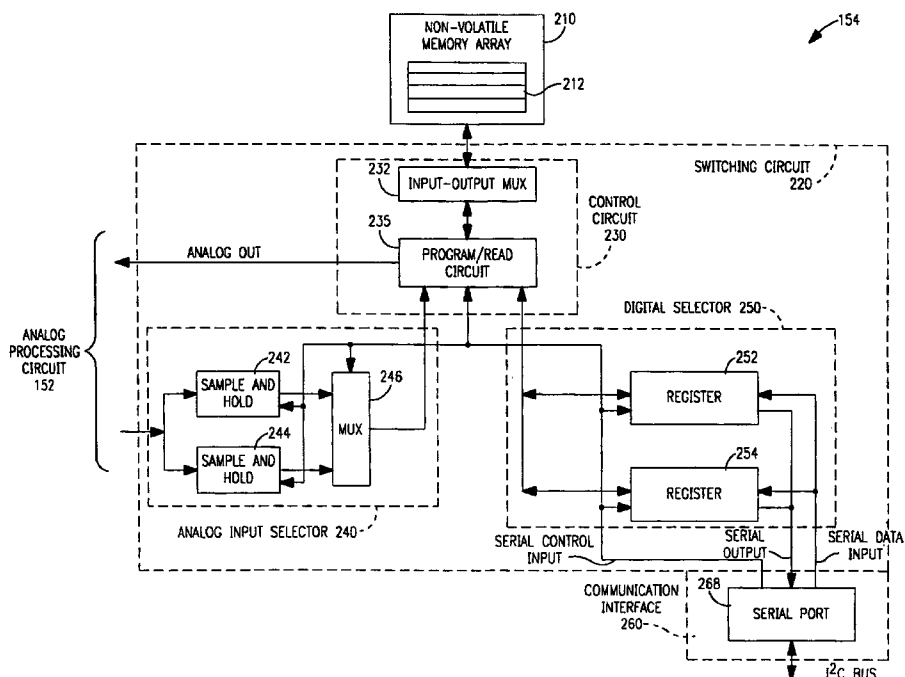 210
NON-VOLATILE
MEMORY ARRAY
154
212
SWITCHING CIRCUIT
220
232
INPUT-OUTPUT MUX
CONTROL
CIRCUIT
230
235
PROGRAM/READ
CIRCUIT
ANALOG OUT
ANALOG
PROCESSING
CIRCUIT
152
DIGITAL SELECTOR 250
242
SAMPLE AND
HOLD
246
MUX
244
SAMPLE AND
HOLD
ANALOG INPUT SELECTOR 240
252
REGISTER
254
REGISTER
SERIAL CONTROL
INPUT
SERIAL
OUTPUT
SERIAL DATA
INPUT
COMMUNICATION
INTERFACE
260
268
SERIAL PORT
I²C BUS